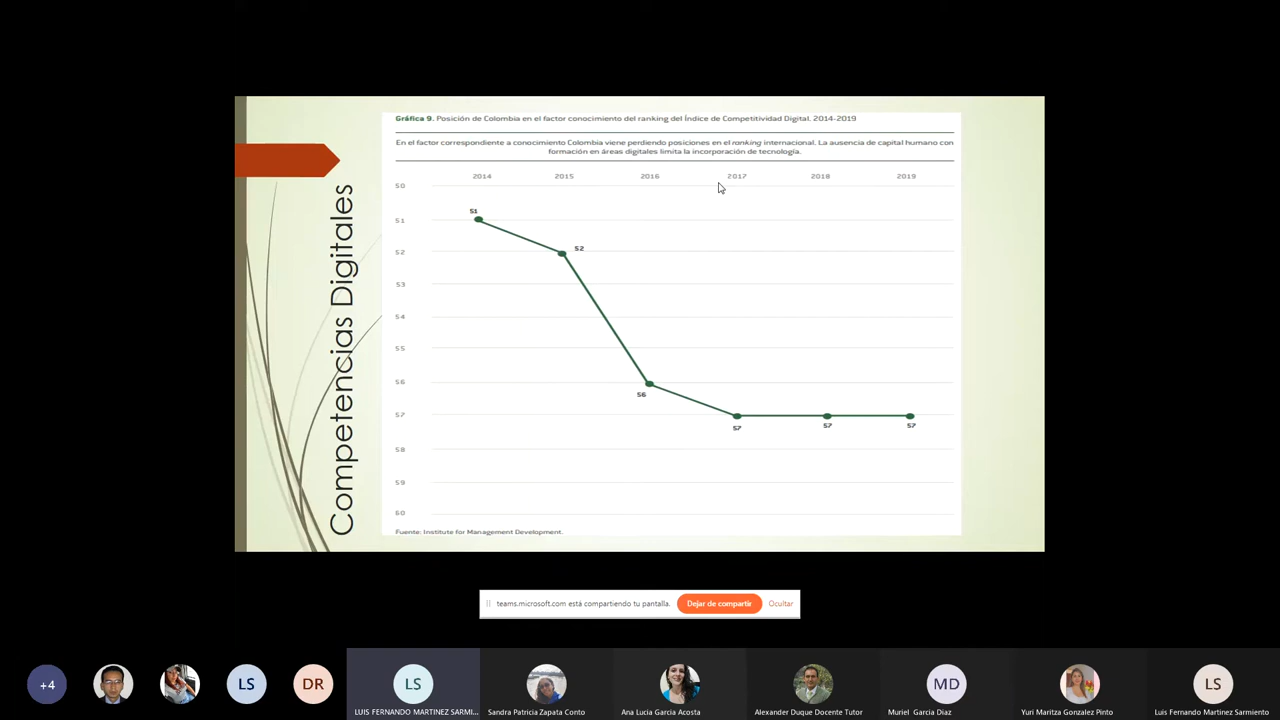 Gráfica 9. Posición de Colombia en el factor conocimiento del ranking del Índice de Competitividad Digital. 2014-2019
En el factor correspondiente a conocimiento Colombia viene perdiendo posiciones en el ranking internacional. La ausencia de capital humano con
formación en áreas digitales limita la incorporación de tecnología.
Competencias Digitales
2014 2015 2016 2017 2018 2019
50
51
52
53
54
55
56
57
58
59
60
51
52
56
57
57
57
Fuente: Institute for Management Development.
teams.microsoft.com está compartiendo tu pantalla.
Dejar de compartir
Ocultar
+4
LS
DR
LS
MD
LS
LUIS FERNANDO MARTINEZ SARMI...
Sandra Patricia Zapata Conto
Ana Lucia Garcia Acosta
Alexander Duque Docente Tutor
Muriel Garcia Diaz
Yuri Maritza Gonzalez Pinto
Luis Fernando Martinez Sarmiento